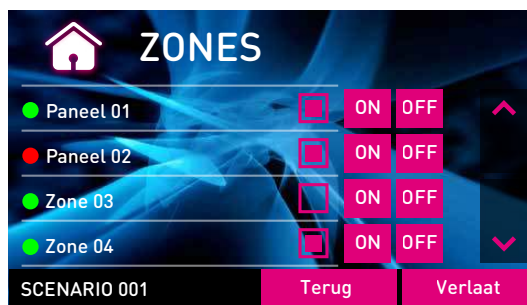 ZONES
Paneel 01 ON OFF
Paneel 02 ON OFF
Zone 03 ON OFF
Zone 04 ON OFF
SCENARIO 001 Terug Verlaat